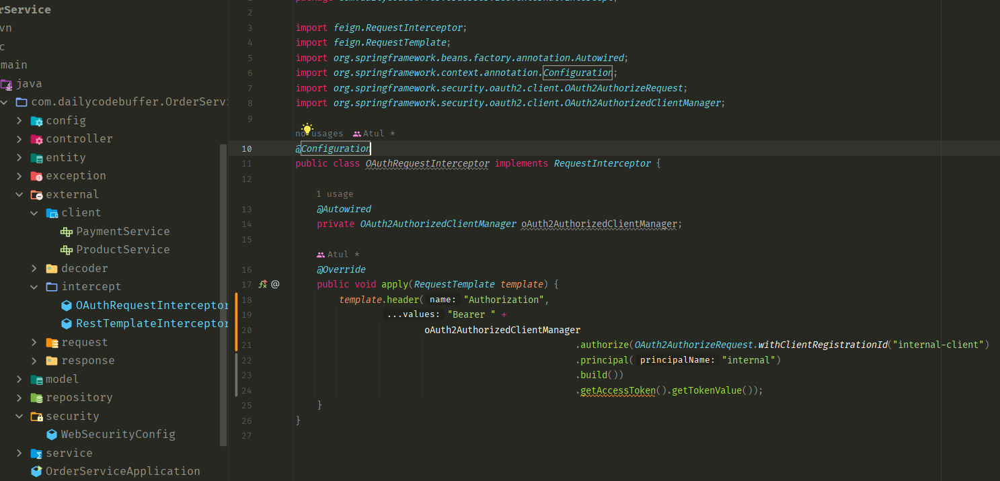 rService
vn
c
main
java
com.dailycodebuffer.OrderServi
config
controller
entity
exception
external
client
PaymentService
ProductService
decoder
intercept
OAuthRequestInterceptor
RestTemplateInterceptor
request
response
model
repository
security
WebSecurityConfig
service
OrderServiceApplication
2
3 import feign.RequestInterceptor;
4 import feign.RequestTemplate;
5 import org.springframework.beans.factory.annotation.Autowired;
6 import org.springframework.context.annotation.Configuration;
7 import org.springframework.security.oauth2.client.OAuth2AuthorizeRequest;
8 import org.springframework.security.oauth2.client.OAuth2AuthorizedClientManager;
9
no usages Atul *
10 @Configuration
11 public class OAuthRequestInterceptor implements RequestInterceptor {
12
1 usage
13 @Autowired
14 private OAuth2AuthorizedClientManager oAuth2AuthorizedClientManager;
15
Atul *
16 @Override
17 public void apply(RequestTemplate template) {
18 template.header( name: "Authorization",
19 ...values: "Bearer " +
20 oAuth2AuthorizedClientManager
21 .authorize(OAuth2AuthorizeRequest.withClientRegistrationId("internal-client")
22 .principal( principalName: "internal")
23 .build())
24 .getAccessToken().getTokenValue());
25 }
26 }
27